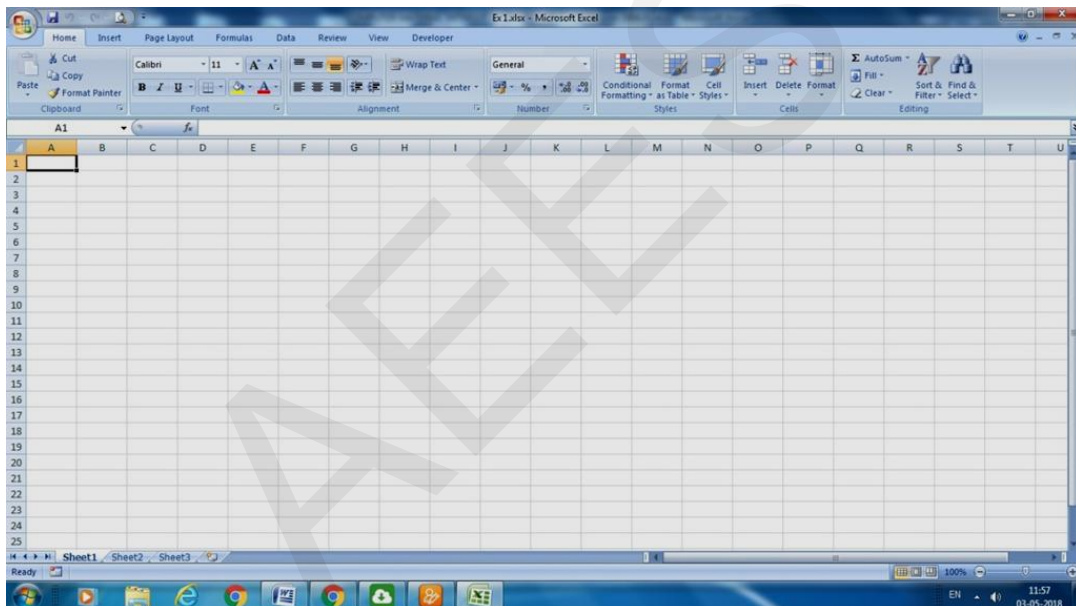 Ex 1.xlsx - Microsoft Excel
Home Insert Page Layout Formulas Data Review View Developer
Cut
Copy
Format Painter
Paste
Calibri 11 A A
B I U A
Wrap Text
Merge & Center
General
% ,
Conditional Formatting
Format as Table
Cell Styles
Insert Delete Format
Σ AutoSum
Fill
Clear
Sort & Filter
Find & Select
Clipboard Font Alignment Number Styles Cells Editing
A1 fx
A B C D E F G H I J K L M N O P Q R S T U
1
2
3
4
5
6
7
8
9
10
11
12
13
14
15
16
17
18
19
20
21
22
23
24
25
Sheet1 Sheet2 Sheet3
Ready 100%
EN 11:57
03-05-2018
AEES